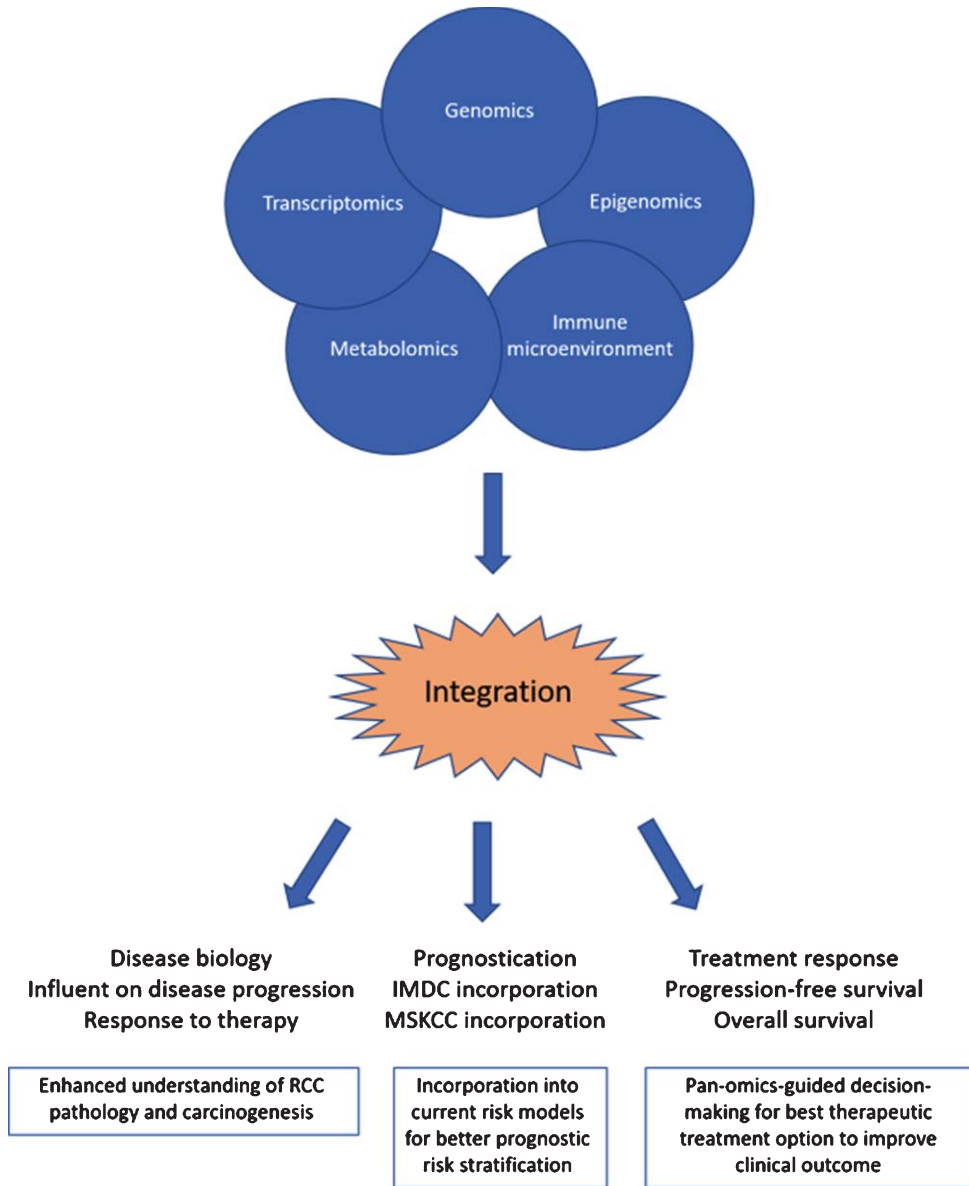 Genomics
Transcriptomics
Epigenomics
Metabolomics
Immune
microenvironment
Integration
Disease biology
Influent on disease progression
Response to therapy
Prognostication
IMDC incorporation
MSKCC incorporation
Treatment response
Progression-free survival
Overall survival
Enhanced understanding of RCC
pathology and carcinogenesis
Incorporation into
current risk models
for better prognostic
risk stratification
Pan-omics-guided decision-
making for best therapeutic
treatment option to improve
clinical outcome